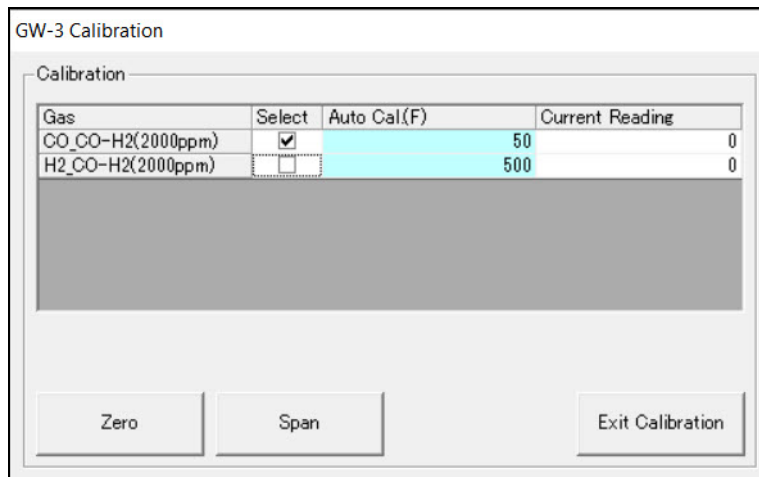 GW-3 Calibration
Calibration
Gas Select Auto Cal.(F) Current Reading
CO_CO-H2(2000ppm) 50 0
H2_CO-H2(2000ppm) 500 0
Zero Span Exit Calibration